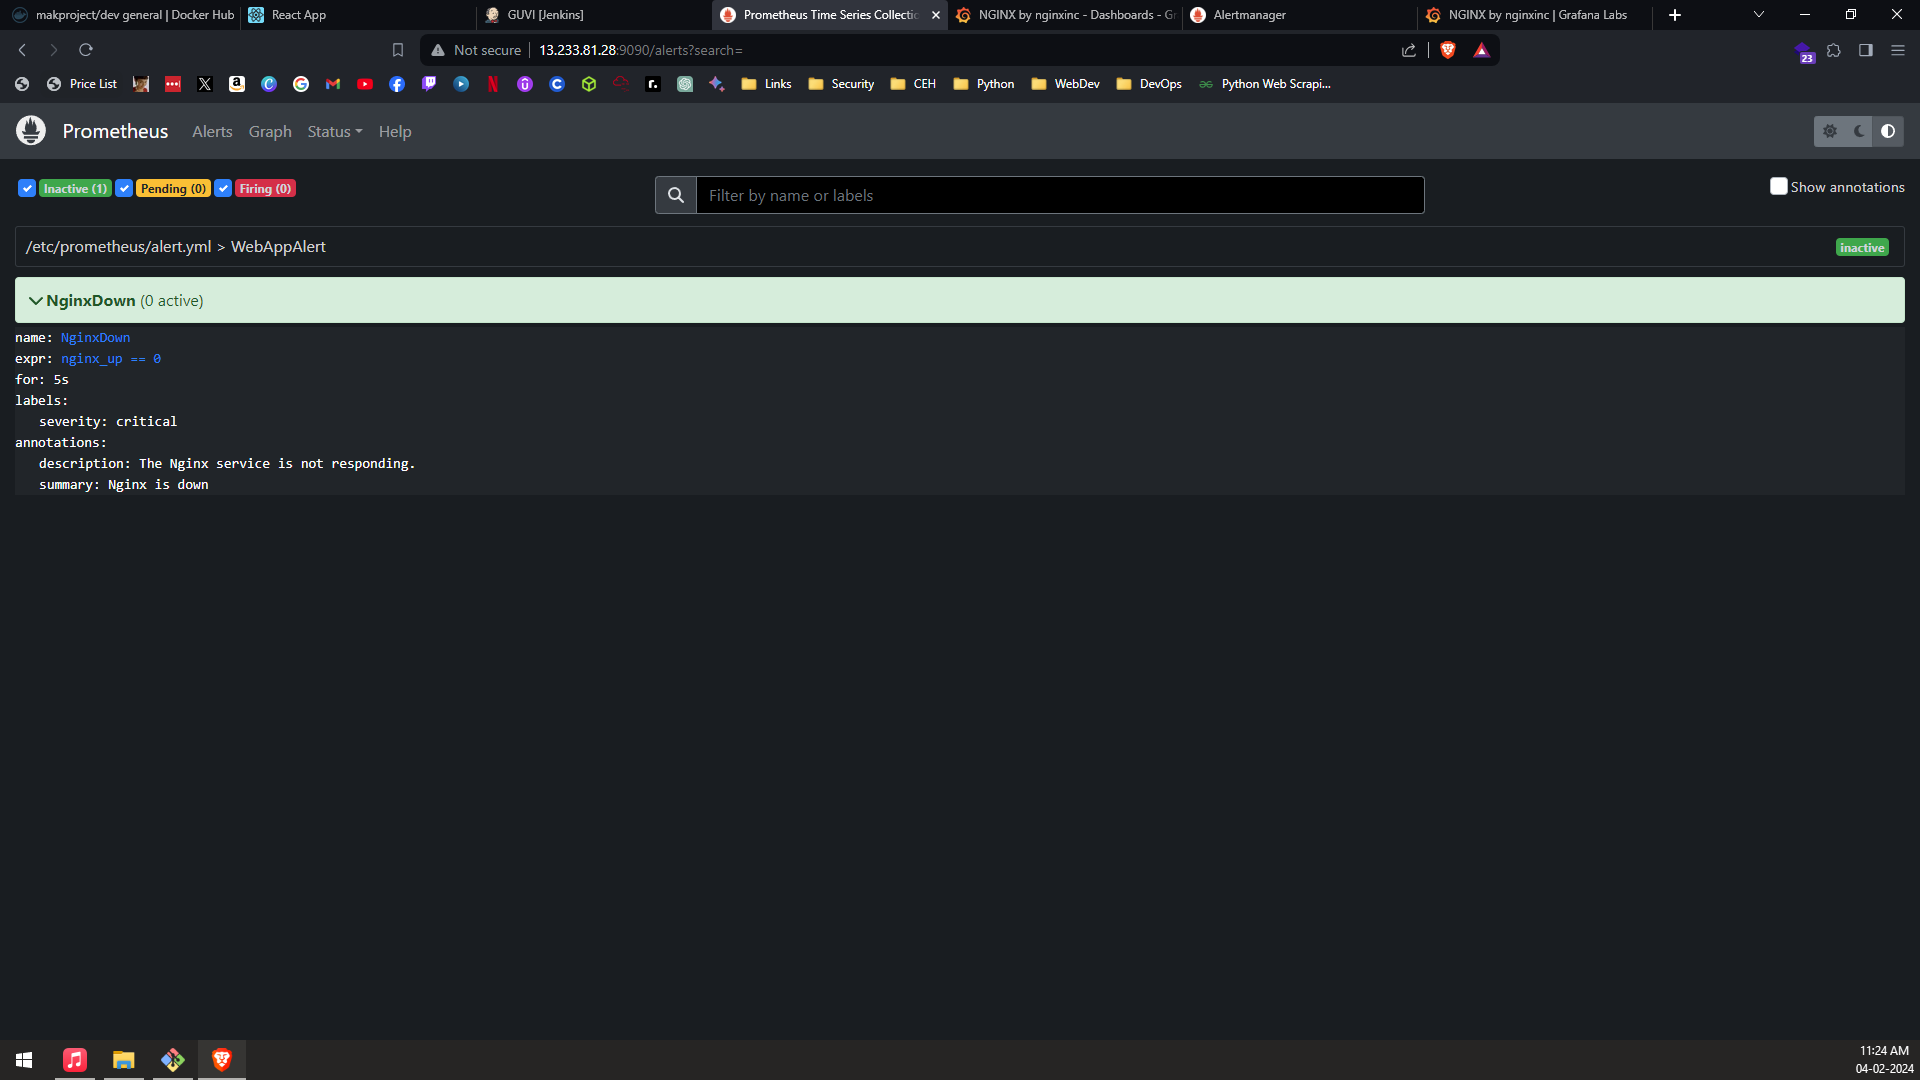 makproject/dev general | Docker Hub
React App
GUVI [Jenkins]
Prometheus Time Series Collectio
NGINX by nginxinc - Dashboards - Gr
Alertmanager
NGINX by nginxinc | Grafana Labs
Not secure
13.233.81.28:9090/alerts?search=
23
Price List
Links
Security
CEH
Python
WebDev
DevOps
Python Web Scrapi...
Prometheus
Alerts
Graph
Status
Help
Inactive (1)
Pending (0)
Firing (0)
Filter by name or labels
Show annotations
/etc/prometheus/alert.yml > WebAppAlert
inactive
NginxDown (0 active)
name: NginxDown
expr: nginx_up == 0
for: 5s
labels:
severity: critical
annotations:
description: The Nginx service is not responding.
summary: Nginx is down
11:24 AM
04-02-2024